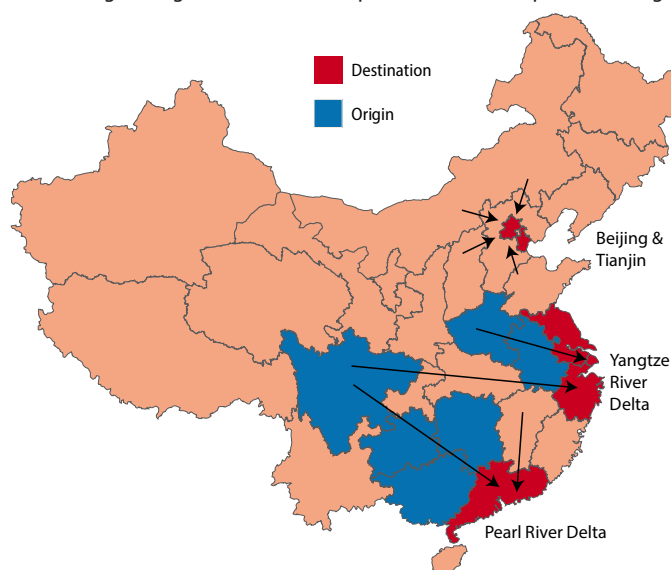 Destination
Origin
Beijing &
Tianjin
Yangtze
River
Delta
Pearl River Delta